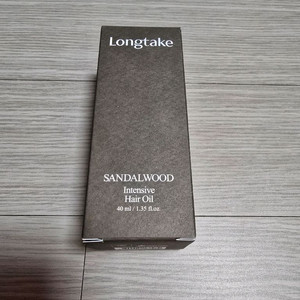 Longtake
SANDALWOOD
Intensive
Hair Oil
40 ml / 1.35 fl.oz